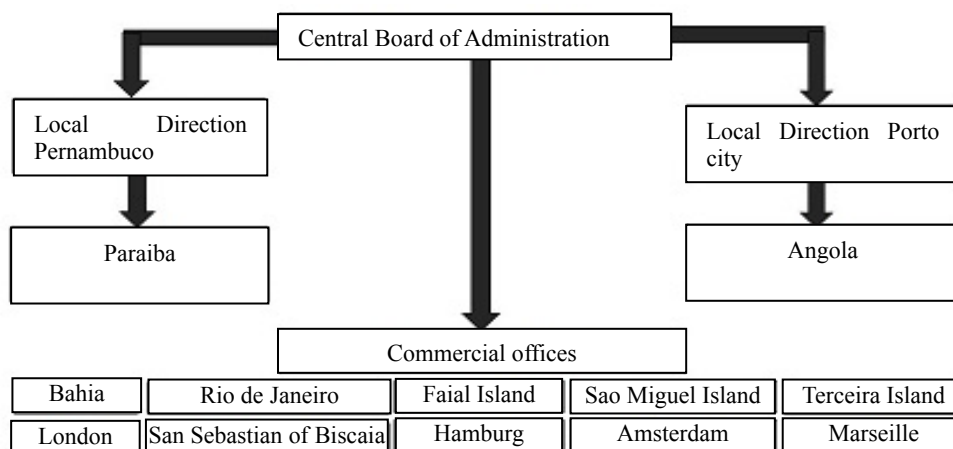 Central Board of Administration
Local Direction
Pernambuco
Local Direction Porto
city
Paraiba
Angola
Commercial offices
Bahia
Rio de Janeiro
Faial Island
Sao Miguel Island
Terceira Island
London
San Sebastian of Biscaia
Hamburg
Amsterdam
Marseille